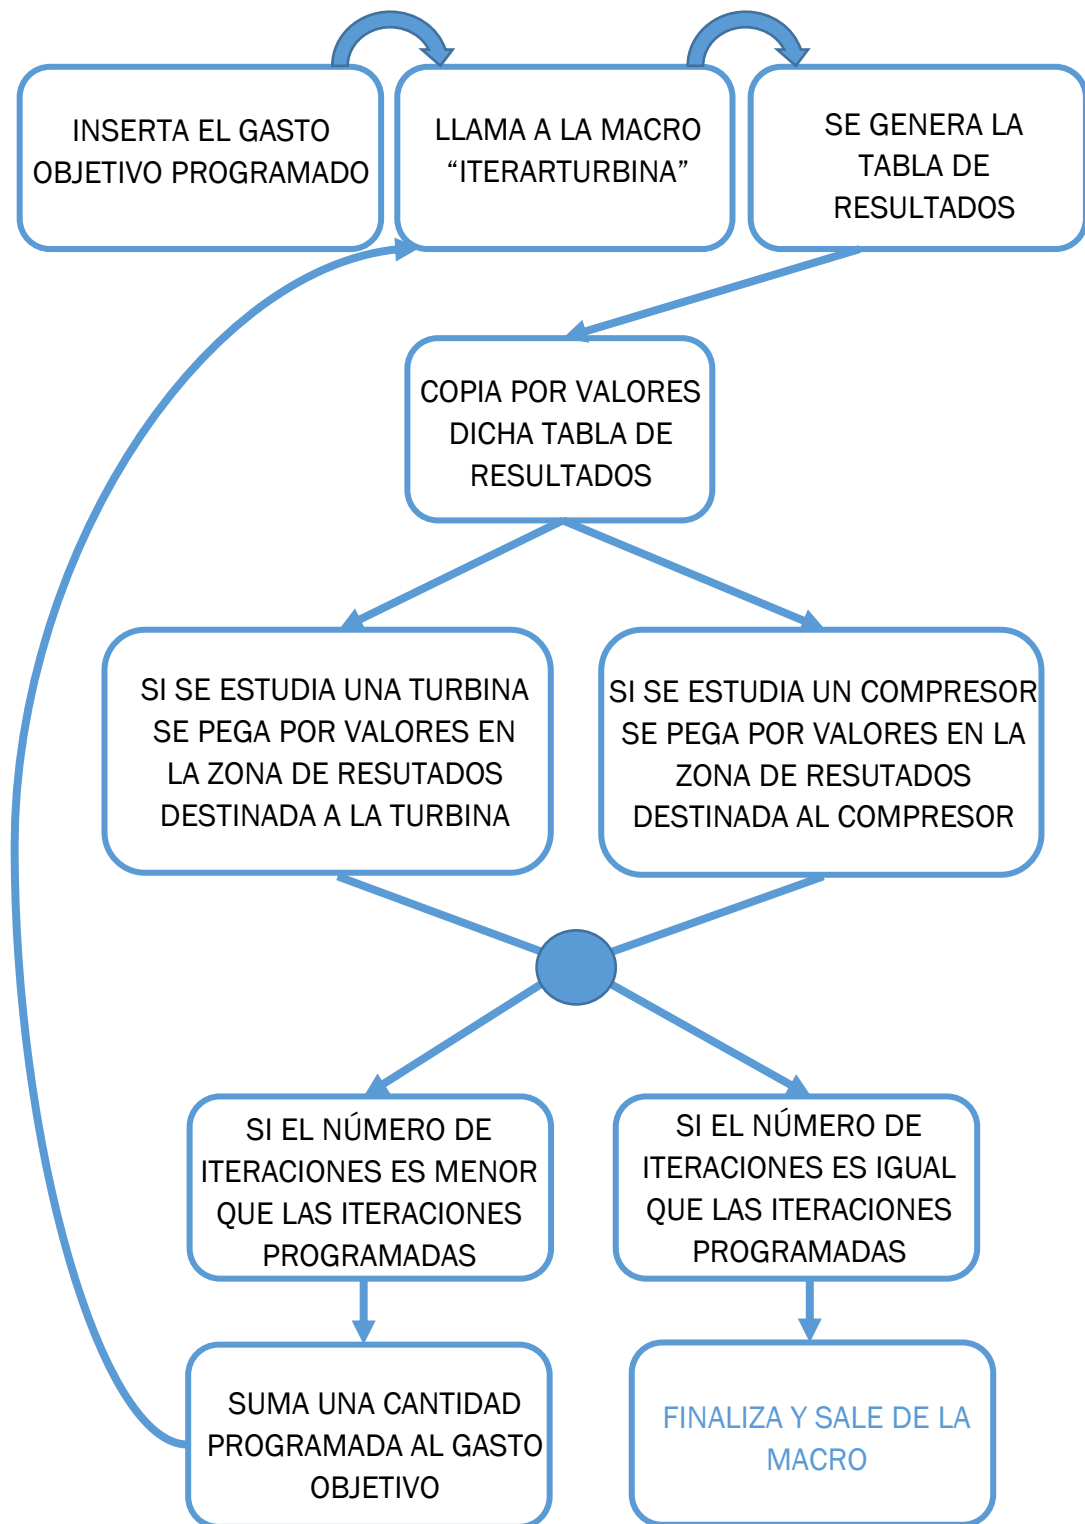 INSERTA EL GASTO
OBJETIVO PROGRAMADO
LLAMA A LA MACRO
“ITERARTURBINA”
SE GENERA LA
TABLA DE
RESULTADOS
COPIA POR VALORES
DICHA TABLA DE
RESULTADOS
SI SE ESTUDIA UNA TURBINA
SE PEGA POR VALORES EN
LA ZONA DE RESUTADOS
DESTINADA A LA TURBINA
SI SE ESTUDIA UN COMPRESOR
SE PEGA POR VALORES EN LA
ZONA DE RESUTADOS
DESTINADA AL COMPRESOR
SI EL NÚMERO DE
ITERACIONES ES MENOR
QUE LAS ITERACIONES
PROGRAMADAS
SI EL NÚMERO DE
ITERACIONES ES IGUAL
QUE LAS ITERACIONES
PROGRAMADAS
SUMA UNA CANTIDAD
PROGRAMADA AL GASTO
OBJETIVO
FINALIZA Y SALE DE LA
MACRO